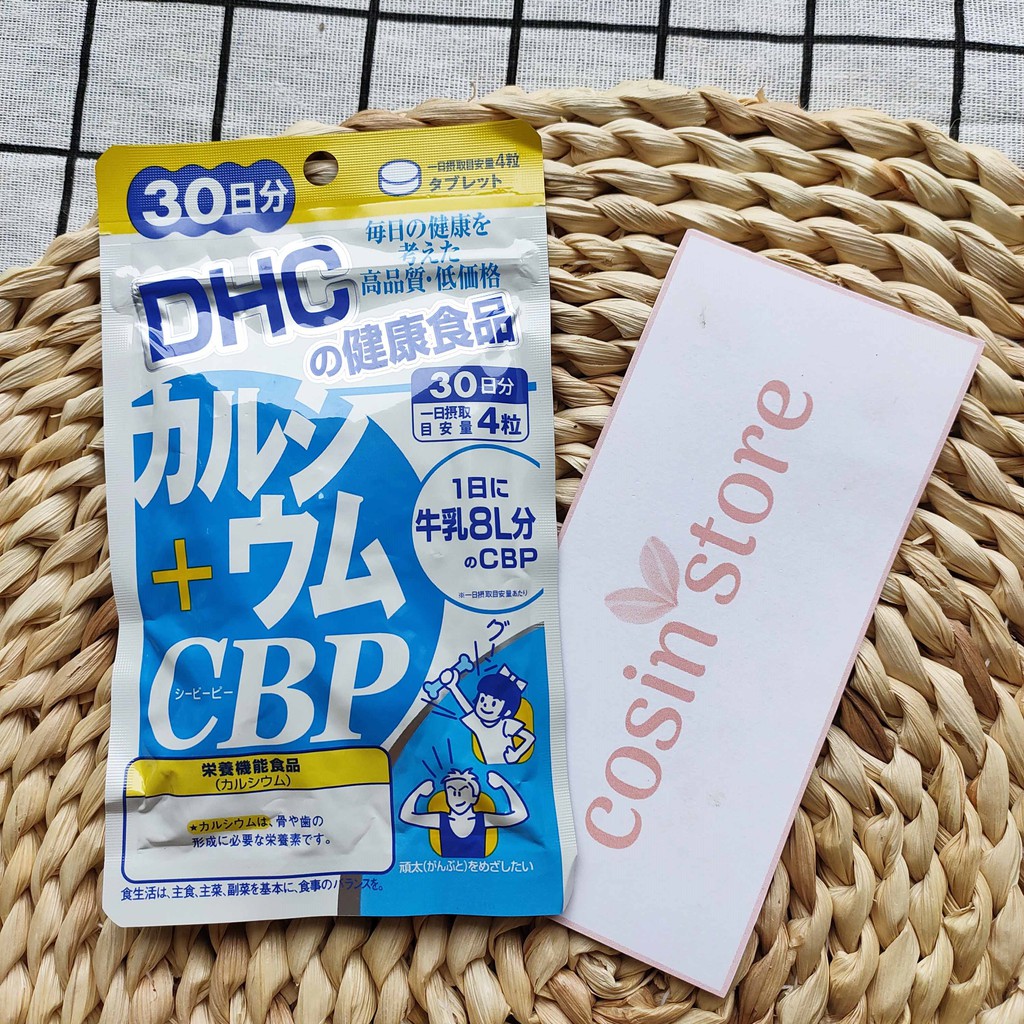 30日分
一日摂取目安量4粒
タブレット
毎日の健康を
考えた
高品質・低価格
DHC
の健康食品
30日分
一日摂取
目安量 4粒
カルシ
ウム
+
シーピーピー
CBP
1日に
牛乳8L分
のCBP
※一日摂取目安量あたり
グー!
栄養機能食品
(カルシウム)
★カルシウムは、骨や歯の
形成に必要な栄養素です。
頑太(がんぶと)をめざしたい
食生活は、主食、主菜、副菜を基本に、食事のバランスを。
cosin store